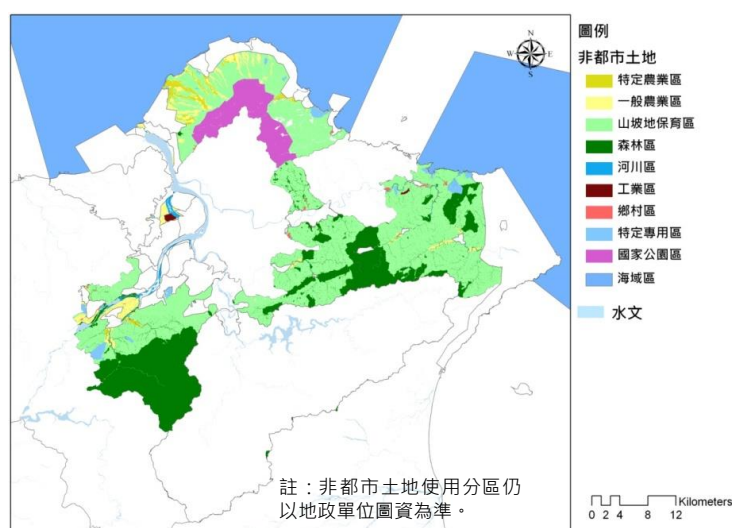 圖例
非都市土地
特定農業區
一般農業區
山坡地保育區
森林區
河川區
工業區
鄉村區
特定專用區
國家公園區
海域區
水文
N
W
E
S
註：非都市土地使用分區仍
以地政單位圖資為準。
Kilometers
0 2 4 8 12